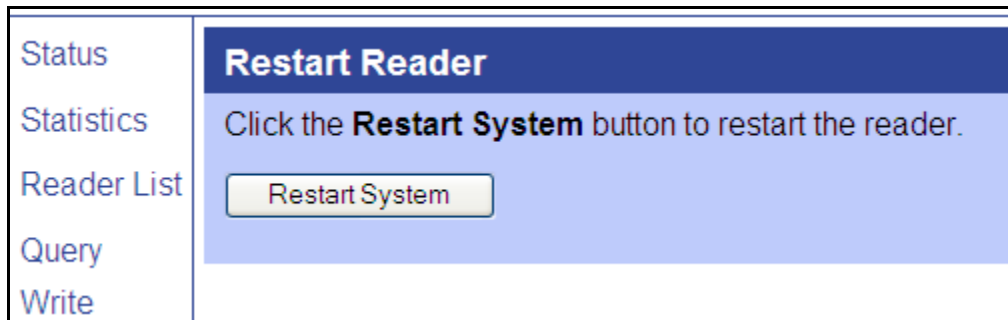 Status
Statistics
Reader List
Query
Write
Restart Reader
Click the Restart System button to restart the reader.
Restart System